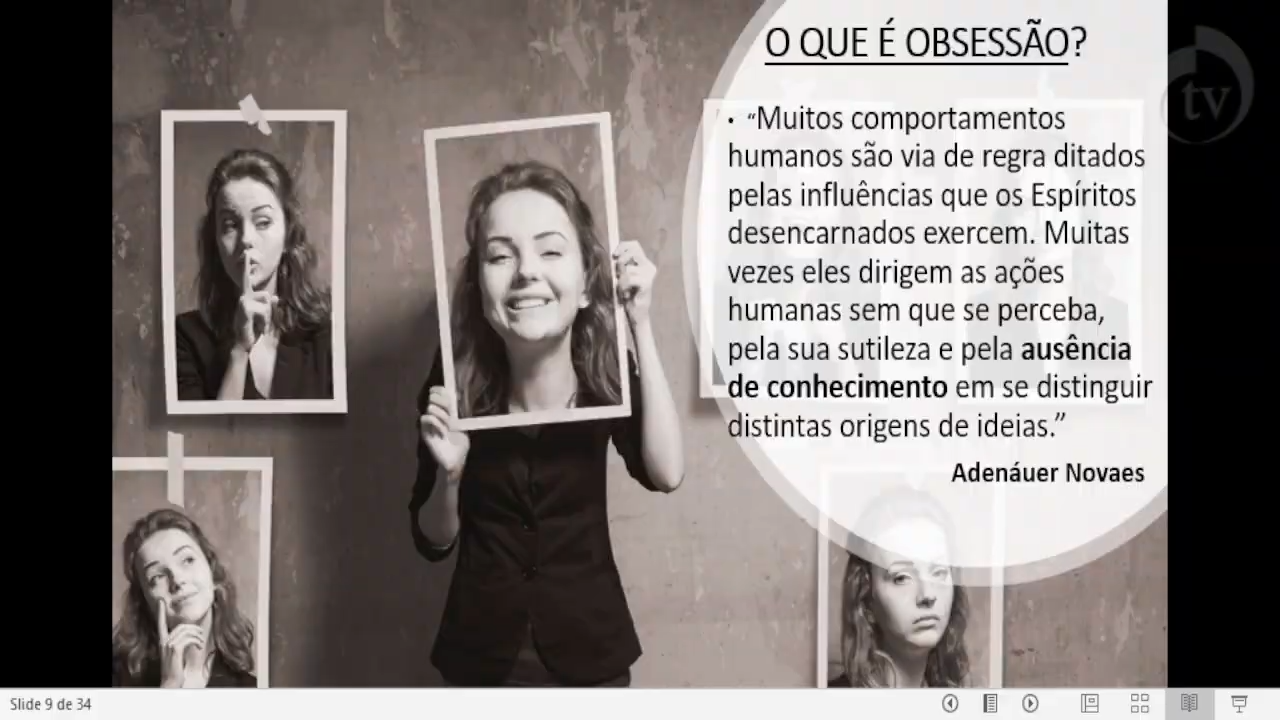 O QUE É OBSESSÃO?
tv
• “Muitos comportamentos
humanos são via de regra ditados
pelas influências que os Espíritos
desencarnados exercem. Muitas
vezes eles dirigem as ações
humanas sem que se perceba,
pela sua sutileza e pela ausência
de conhecimento em se distinguir
distintas origens de ideias.”
Adenáuer Novaes
Slide 9 de 34